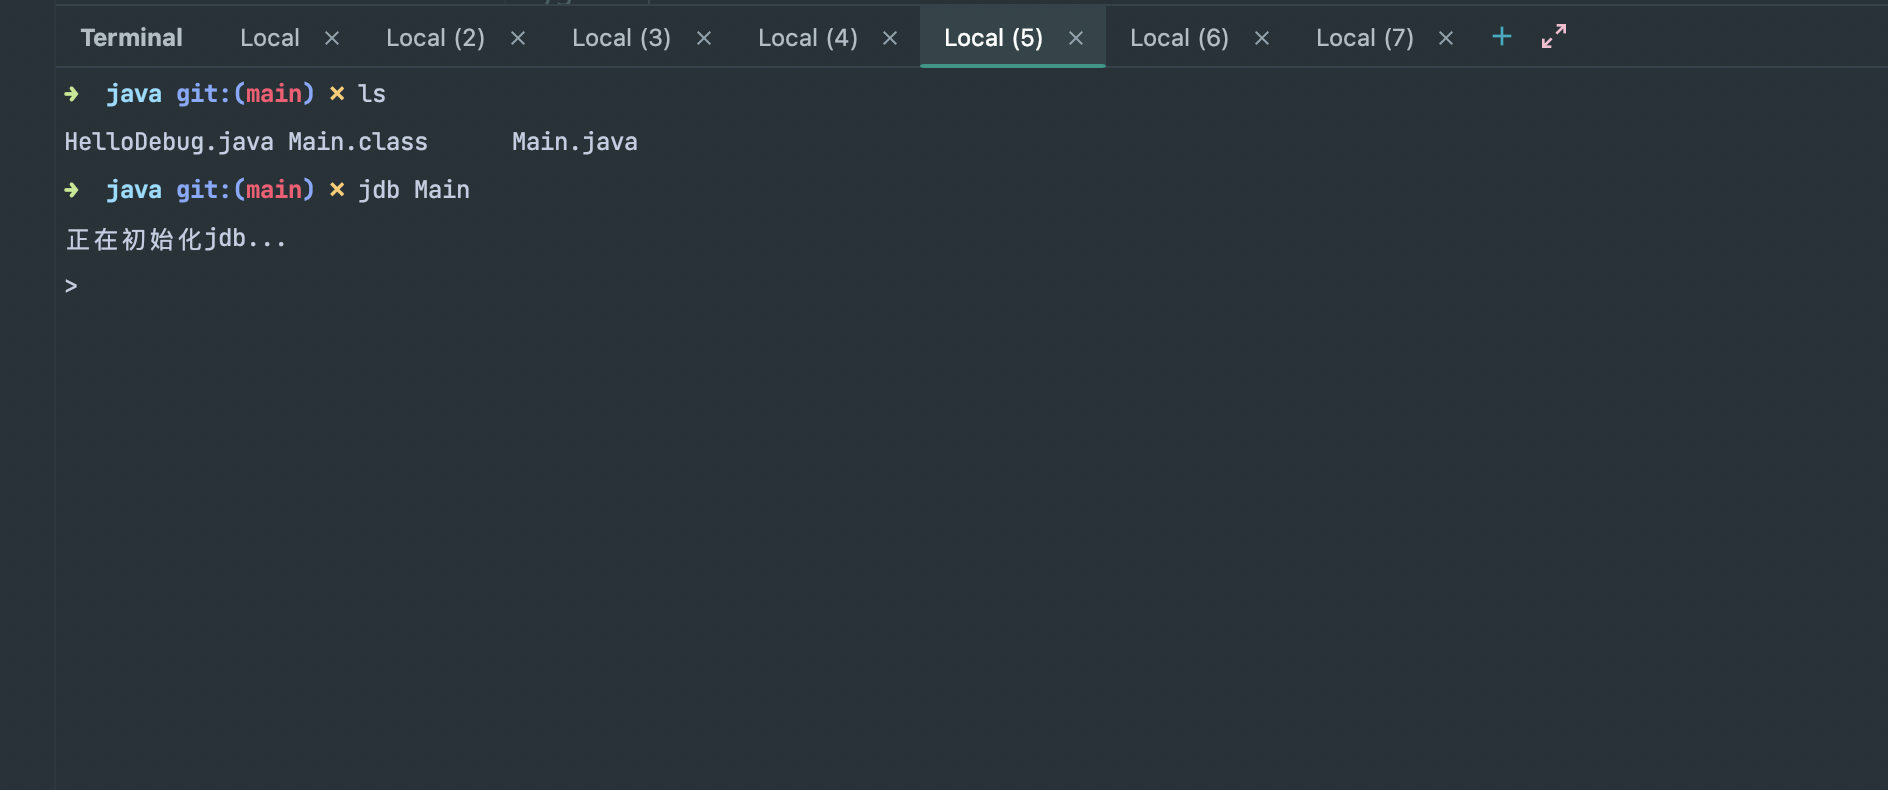 Terminal Local × Local (2) × Local (3) × Local (4) × Local (5) × Local (6) × Local (7) × +
➜ java git:(main) ✗ ls
HelloDebug.java Main.class Main.java
➜ java git:(main) ✗ jdb Main
正在初始化jdb...
>